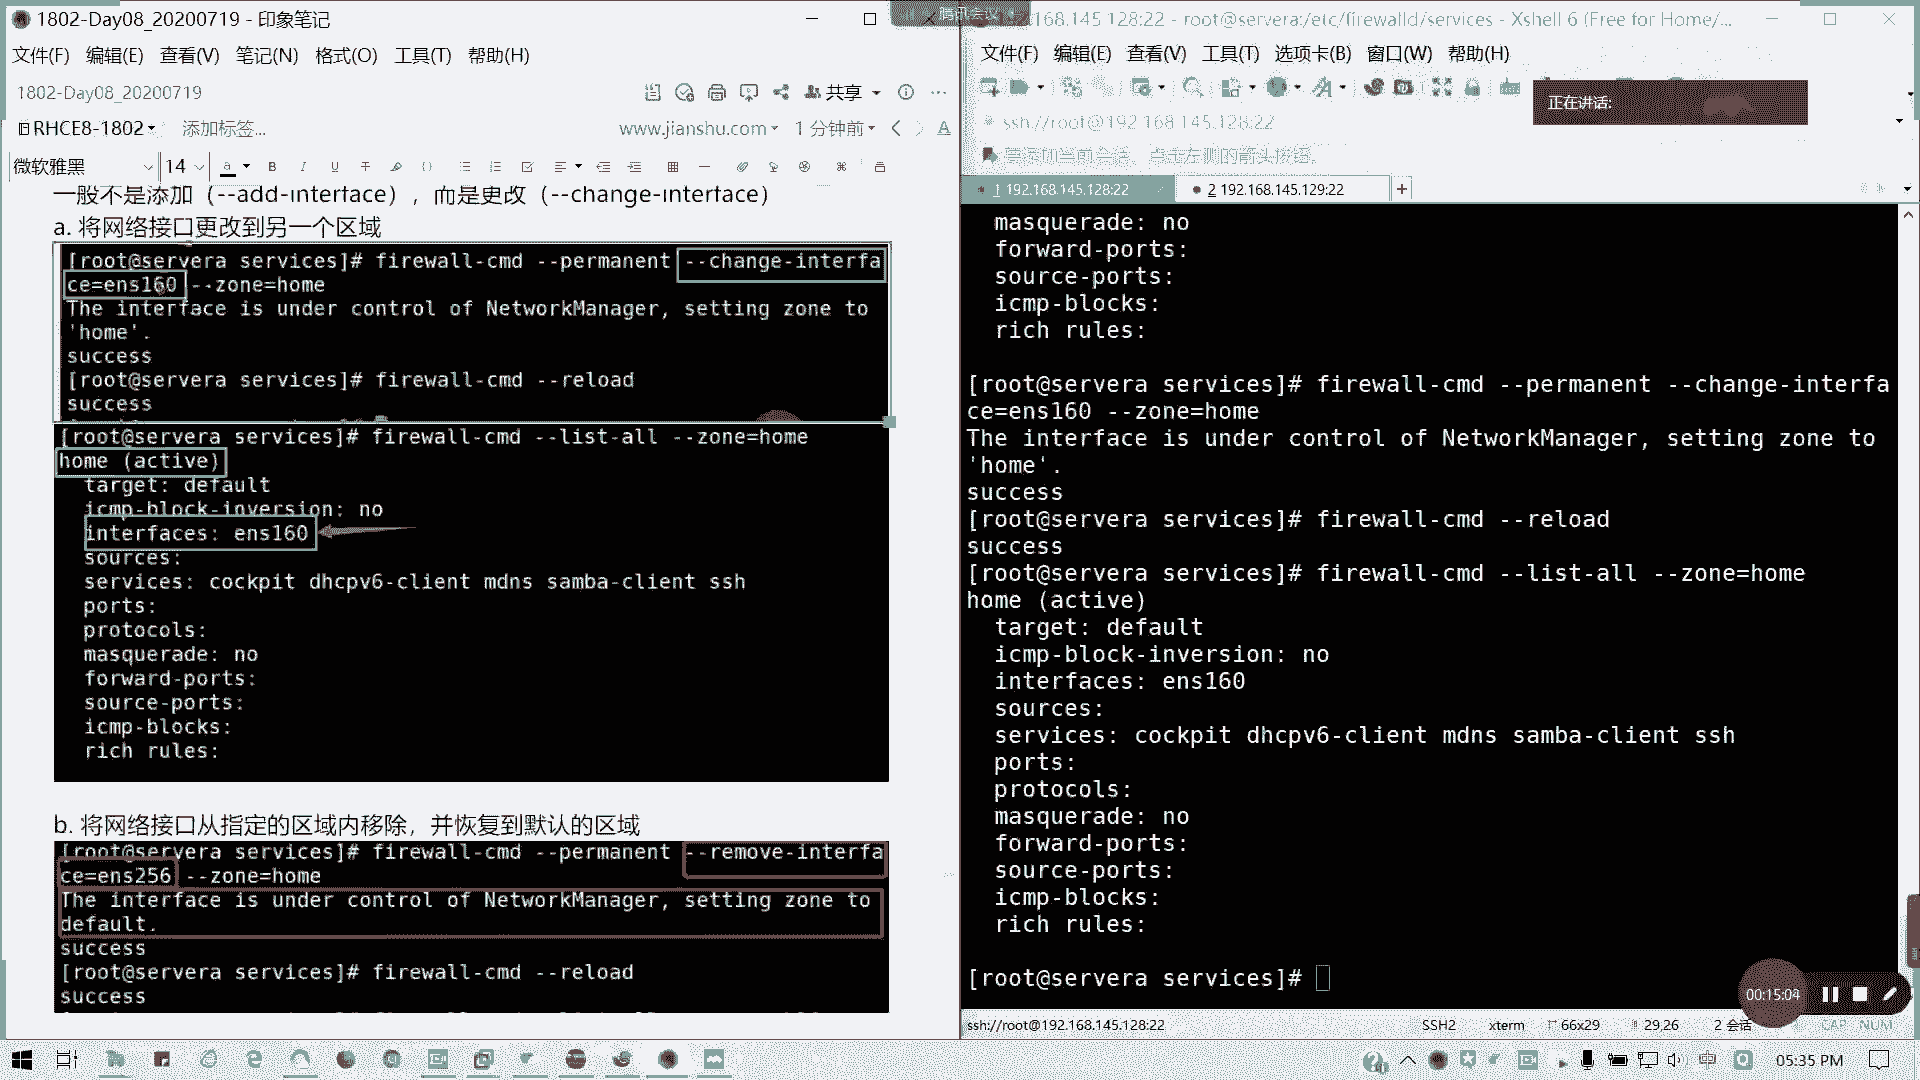 1802-Day08_20200719 - 印象笔记
文件(F) 编辑(E) 查看(V) 笔记(N) 格式(O) 工具(T) 帮助(H)
1802-Day08_20200719
共享
RHCE8-1802 添加标签...
www.jianshu.com 1 分钟前
微软雅黑 14
一般不是添加（--add-interface），而是更改（--change-interface）
a. 将网络接口更改到另一个区域
[root@servera services]# firewall-cmd --permanent --change-interfa
ce=ens160 --zone=home
The interface is under control of NetworkManager, setting zone to
'home'.
success
[root@servera services]# firewall-cmd --reload
success
[root@servera services]# firewall-cmd --list-all --zone=home
home (active)
target: default
icmp-block-inversion: no
interfaces: ens160
sources:
services: cockpit dhcpv6-client mdns samba-client ssh
ports:
protocols:
masquerade: no
forward-ports:
source-ports:
icmp-blocks:
rich rules:
b. 将网络接口从指定的区域内移除，并恢复到默认的区域
[root@servera services]# firewall-cmd --permanent --remove-interfa
ce=ens256 --zone=home
The interface is under control of NetworkManager, setting zone to
default.
success
[root@servera services]# firewall-cmd --reload
success
腾讯会议
168.145.128:22 - root@servera:/etc/firewalld/services - Xshell 6 (Free for Home/...
文件(F) 编辑(E) 查看(V) 工具(T) 选项卡(B) 窗口(W) 帮助(H)
正在讲话:
ssh://root@192.168.145.128:22
要添加当前会话，点击左侧的箭头按钮。
1 192.168.145.128:22
2 192.168.145.129:22
masquerade: no
forward-ports:
source-ports:
icmp-blocks:
rich rules:
[root@servera services]# firewall-cmd --permanent --change-interfa
ce=ens160 --zone=home
The interface is under control of NetworkManager, setting zone to
'home'.
success
[root@servera services]# firewall-cmd --reload
success
[root@servera services]# firewall-cmd --list-all --zone=home
home (active)
target: default
icmp-block-inversion: no
interfaces: ens160
sources:
services: cockpit dhcpv6-client mdns samba-client ssh
ports:
protocols:
masquerade: no
forward-ports:
source-ports:
icmp-blocks:
rich rules:
[root@servera services]#
00:15:04
ssh://root@192.168.145.128:22 SSH2 xterm 66x29 29,26 2 会话 CAP NUM
中 05:35 PM